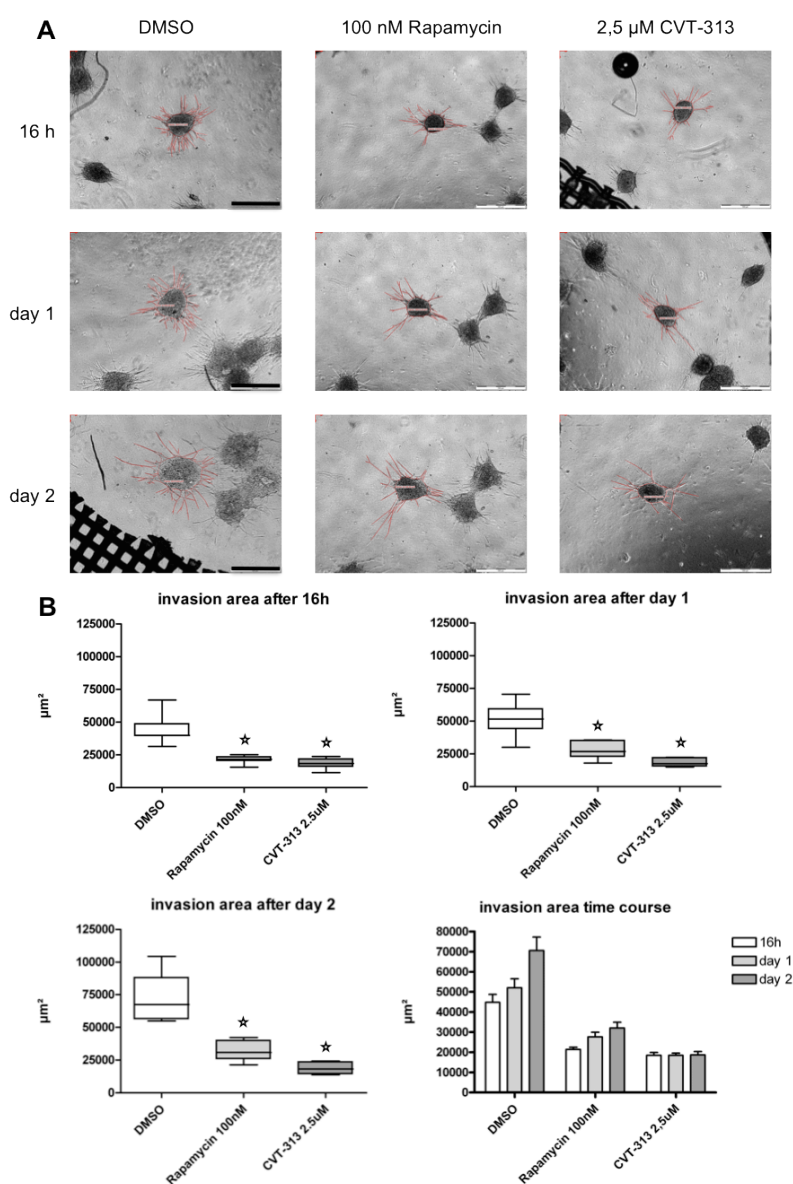 A
DMSO
100 nM Rapamycin
2,5 µM CVT-313
16 h
day 1
day 2
B
invasion area after 16h
125000
100000
75000
50000
25000
0
µm²
DMSO
Rapamycin 100nM
CVT-313 2.5uM
invasion area after day 1
125000
100000
75000
50000
25000
0
µm²
DMSO
Rapamycin 100nM
CVT-313 2.5uM
invasion area after day 2
125000
100000
75000
50000
25000
0
µm²
DMSO
Rapamycin 100nM
CVT-313 2.5uM
invasion area time course
80000
70000
60000
50000
40000
30000
20000
10000
0
µm²
DMSO
Rapamycin 100nM
CVT-313 2,5uM
16h
day 1
day 2